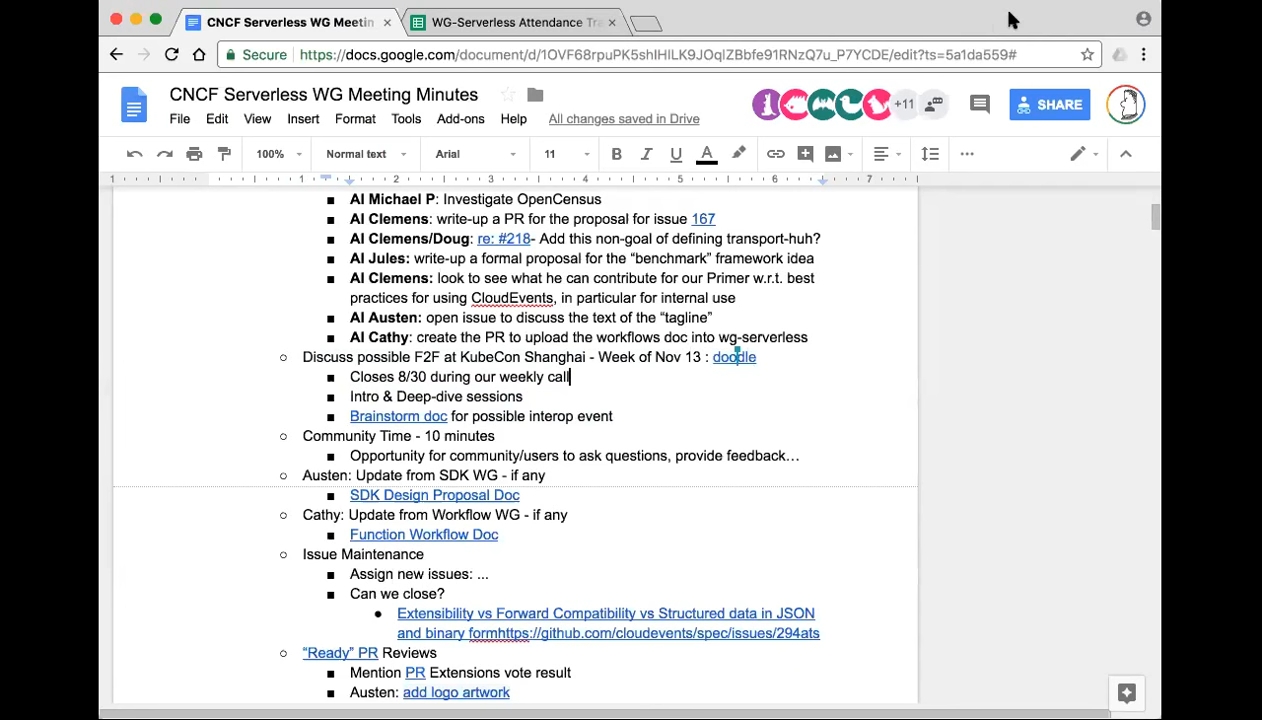 CNCF Serverless WG Meetin
WG-Serverless Attendance Tra
Secure https://docs.google.com/document/d/1OVF68rpuPK5shIHILK9JOqlZBbfe91RNzQ7u_P7YCDE/edit?ts=5a1da559#
CNCF Serverless WG Meeting Minutes
+11
SHARE
File Edit View Insert Format Tools Add-ons Help All changes saved in Drive
100% Normal text Arial 11 B I U A
1 1 2 3 4 5 6 7
■ AI Michael P: Investigate OpenCensus
■ AI Clemens: write-up a PR for the proposal for issue 167
■ AI Clemens/Doug: re: #218- Add this non-goal of defining transport-huh?
■ AI Jules: write-up a formal proposal for the “benchmark” framework idea
■ AI Clemens: look to see what he can contribute for our Primer w.r.t. best
practices for using CloudEvents, in particular for internal use
■ AI Austen: open issue to discuss the text of the “tagline”
■ AI Cathy: create the PR to upload the workflows doc into wg-serverless
○ Discuss possible F2F at KubeCon Shanghai - Week of Nov 13 : doodle
■ Closes 8/30 during our weekly call
■ Intro & Deep-dive sessions
■ Brainstorm doc for possible interop event
○ Community Time - 10 minutes
■ Opportunity for community/users to ask questions, provide feedback…
○ Austen: Update from SDK WG - if any
■ SDK Design Proposal Doc
○ Cathy: Update from Workflow WG - if any
■ Function Workflow Doc
○ Issue Maintenance
■ Assign new issues: ...
■ Can we close?
● Extensibility vs Forward Compatibility vs Structured data in JSON
and binary formhttps://github.com/cloudevents/spec/issues/294ats
○ “Ready” PR Reviews
■ Mention PR Extensions vote result
■ Austen: add logo artwork